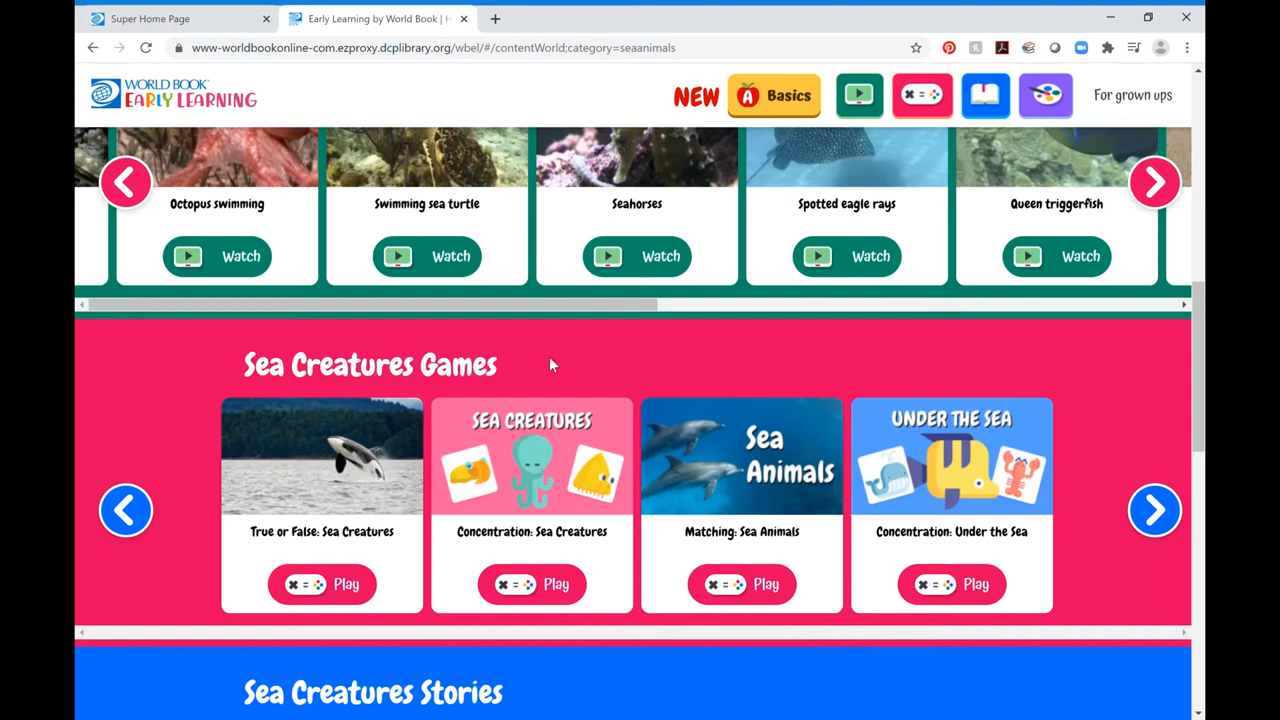 Super Home Page
Early Learning by World Book | H
www-worldbookonline-com.ezproxy.dcplibrary.org/wbel/#/contentWorld;category=seaanimals
WORLD BOOK
EARLY LEARNING
NEW
A Basics
For grown ups
Octopus swimming
Swimming sea turtle
Seahorses
Spotted eagle rays
Queen triggerfish
Watch
Watch
Watch
Watch
Watch
Sea Creatures Games
SEA CREATURES
Sea
Animals
UNDER THE SEA
True or False: Sea Creatures
Concentration: Sea Creatures
Matching: Sea Animals
Concentration: Under the Sea
Play
Play
Play
Play
Sea Creatures Stories